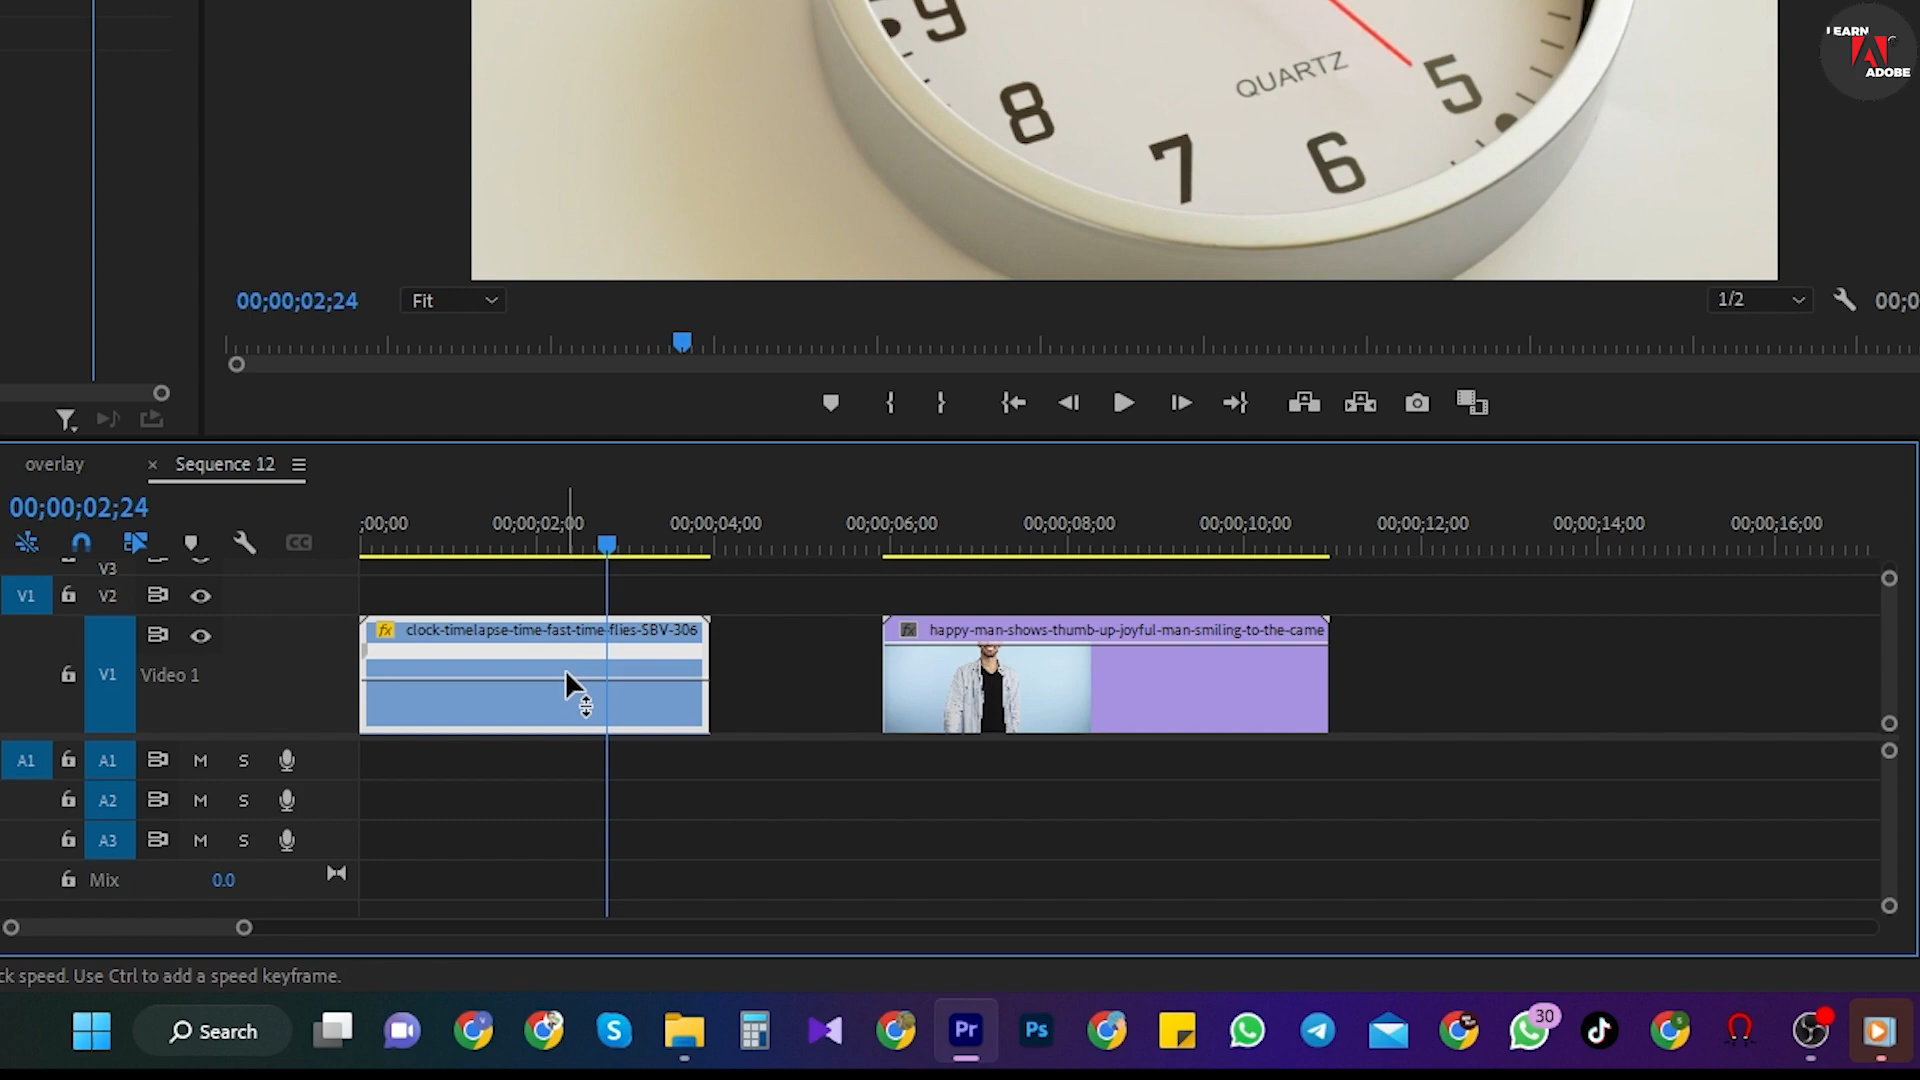 LEARN
ADOBE
9
8
7
6
5
QUARTZ
00;00;02;24
Fit
1/2
00;0
overlay
× Sequence 12
00;00;02;24
;00;00
00;00;02;00
00;00;04;00
00;00;06;00
00;00;08;00
00;00;10;00
00;00;12;00
00;00;14;00
00;00;16;00
CC
V3
V1
V2
fx
clock-timelapse-time-fast-time-flies-SBV-306
fx
happy-man-shows-thumb-up-joyful-man-smiling-to-the-came
V1
Video 1
A1
A1
M
S
A2
M
S
A3
M
S
Mix
0.0
ck speed. Use Ctrl to add a speed keyframe.
Search
S
Pr
Ps
30